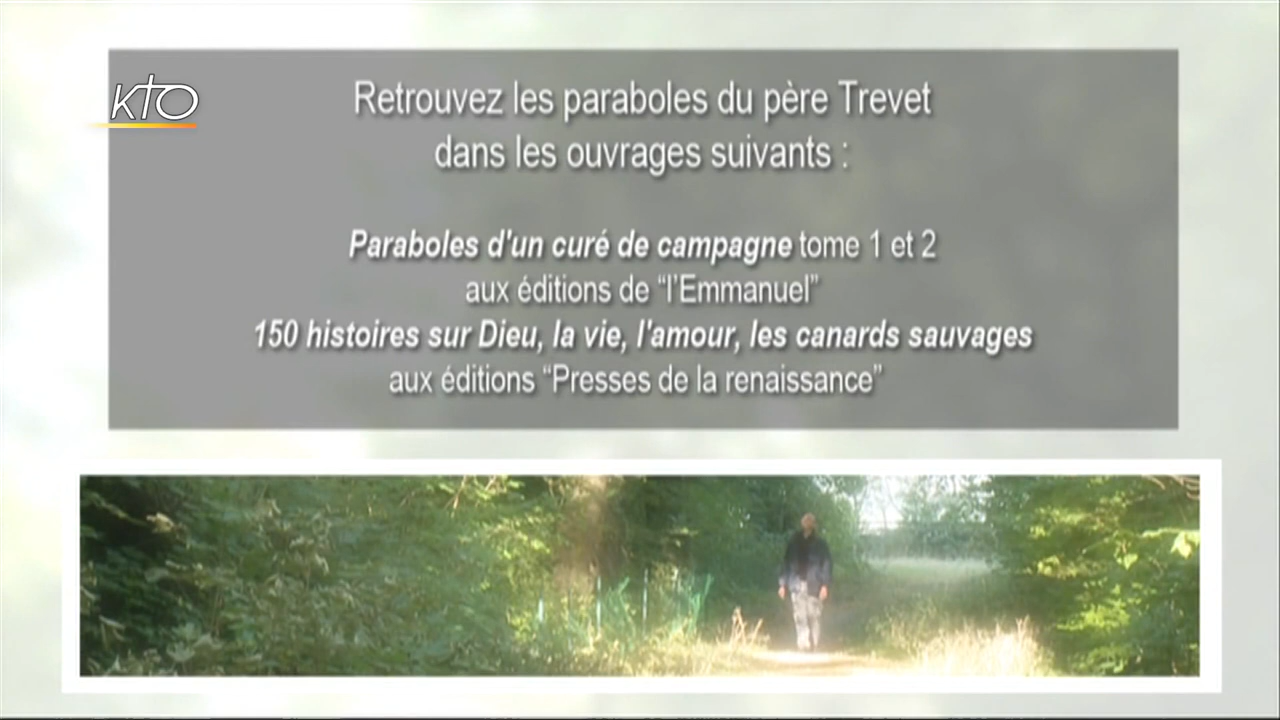 KTO
Retrouvez les paraboles du père Trevet
dans les ouvrages suivants :
Paraboles d'un curé de campagne tome 1 et 2
aux éditions de “l’Emmanuel”
150 histoires sur Dieu, la vie, l'amour, les canards sauvages
aux éditions “Presses de la renaissance”